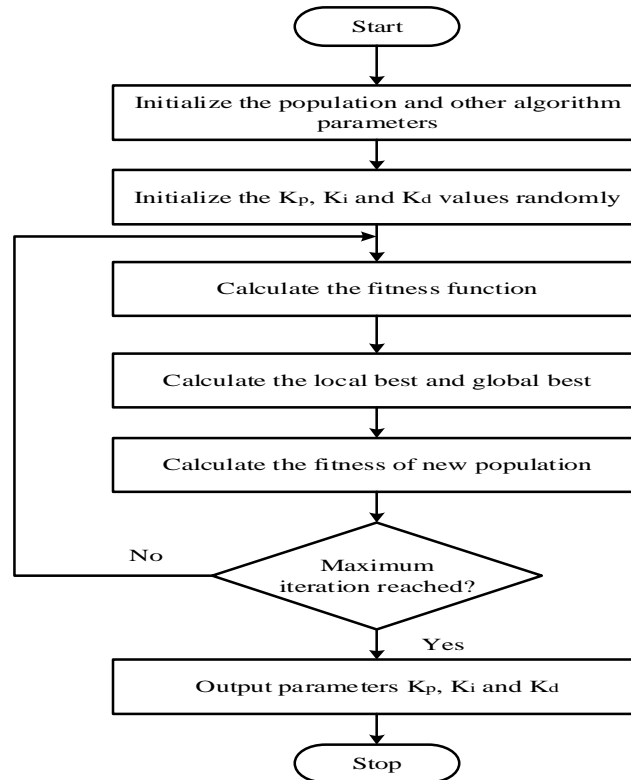 Start
Initialize the population and other algorithm
parameters
Initialize the Kp, Ki and Kd values randomly
Calculate the fitness function
Calculate the local best and global best
Calculate the fitness of new population
No
Maximum
iteration reached?
Yes
Output parameters Kp, Ki and Kd
Stop